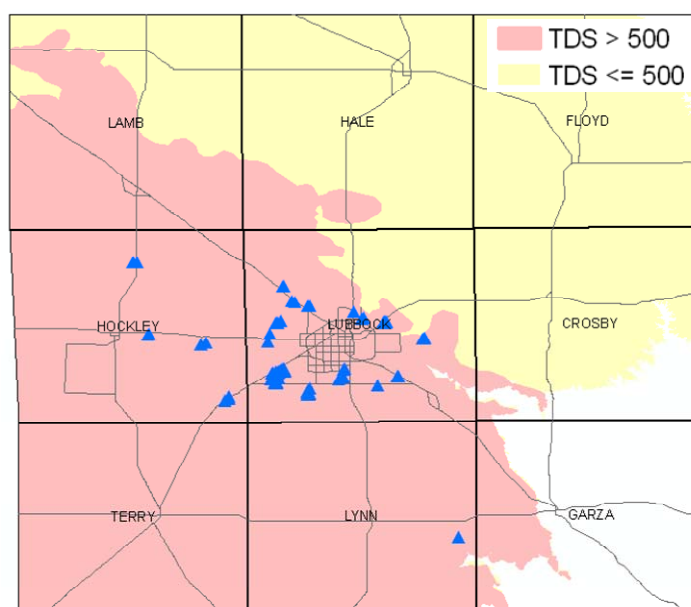 TDS > 500
TDS <= 500
LAMB
HALE
FLOYD
HOCKLEY
LUBBOCK
CROSBY
TERRY
LYNN
GARZA